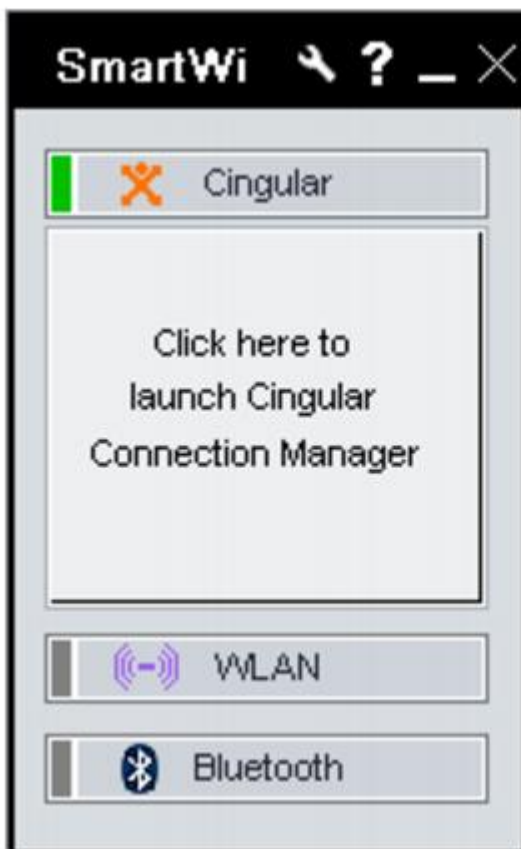 SmartWi ?
Cingular
Click here to
launch Cingular
Connection Manager
WLAN
Bluetooth